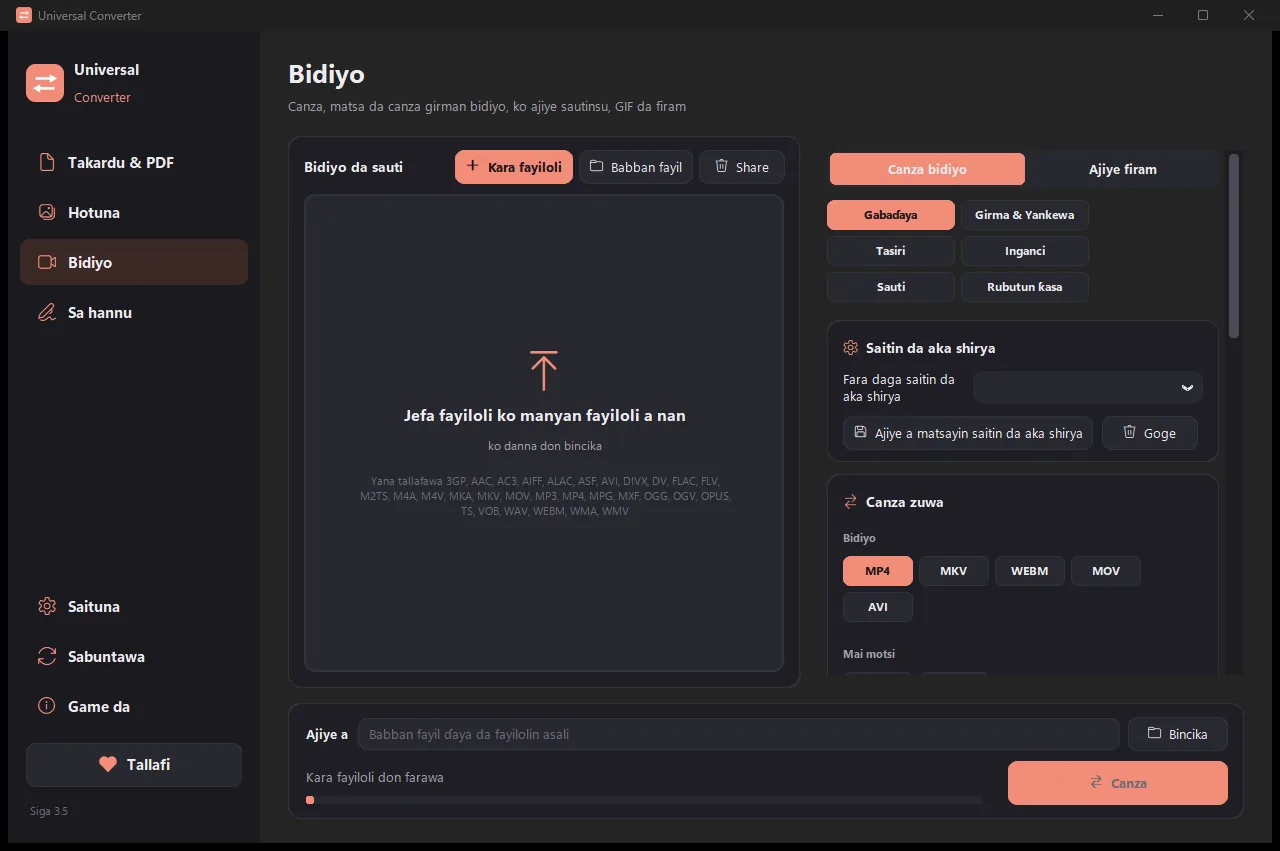 Universal Converter
Universal
Converter
Takardu & PDF
Hotuna
Bidiyo
Sa hannu
Saituna
Sabuntawa
Game da
Tallafi
Siga 3.5
Bidiyo
Canza, matsa da canza girman bidiyo, ko ajiye sautinsu, GIF da firam
Bidiyo da sauti
Kara fayiloli
Babban fayil
Share
Jefa fayiloli ko manyan fayiloli a nan
ko danna don bincika
Yana tallafawa 3GP, AAC, AC3, AIFF, ALAC, ASF, AVI, DIVX, DV, FLAC, FLV,
M2TS, M4A, M4V, MKA, MKV, MOV, MP3, MP4, MPG, MXF, OGG, OGV, OPUS,
TS, VOB, WAV, WEBM, WMA, WMV
Canza bidiyo
Ajiye firam
Gabaɗaya
Girma & Yankewa
Tasiri
Inganci
Sauti
Rubutun ƙasa
Saitin da aka shirya
Fara daga saitin da
aka shirya
Ajiye a matsayin saitin da aka shirya
Goge
Canza zuwa
Bidiyo
MP4
MKV
WEBM
MOV
AVI
Mai motsi
Ajiye a
Babban fayil ɗaya da fayilolin asali
Bincika
Kara fayiloli don farawa
Canza